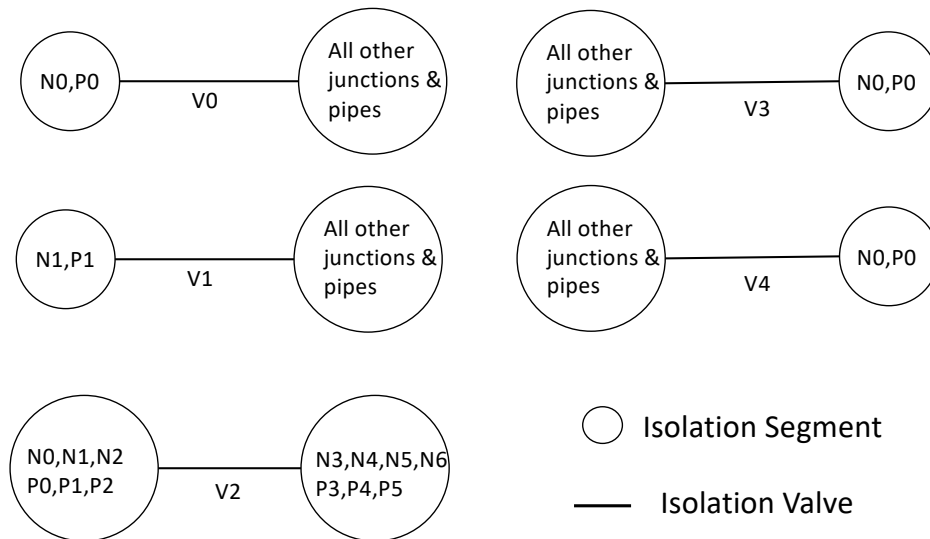 N0,P0
V0
All other
junctions &
pipes
All other
junctions &
pipes
V3
N0,P0
N1,P1
V1
All other
junctions &
pipes
All other
junctions &
pipes
V4
N0,P0
N0,N1,N2
P0,P1,P2
V2
N3,N4,N5,N6
P3,P4,P5
Isolation Segment
Isolation Valve